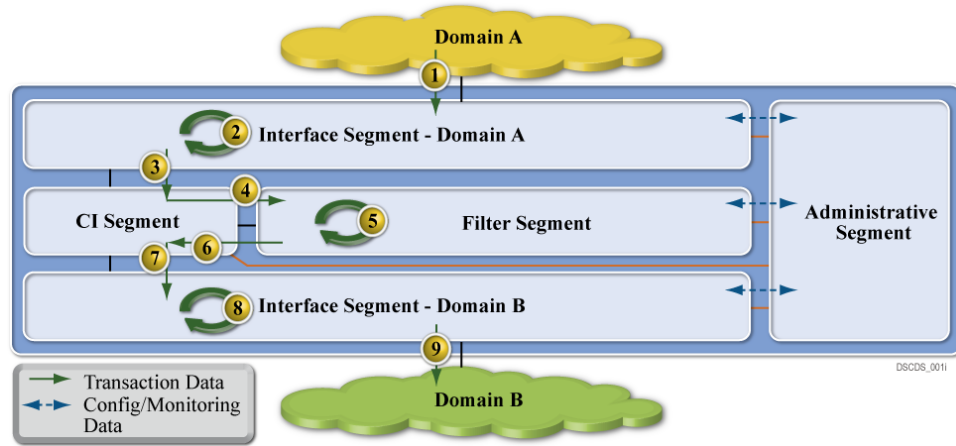 Domain A
1
2
Interface Segment - Domain A
3
4
CI Segment
5
Filter Segment
Administrative
Segment
6
7
8
Interface Segment - Domain B
9
DSCDS_001i
Transaction Data
Config/Monitoring
Data
Domain B